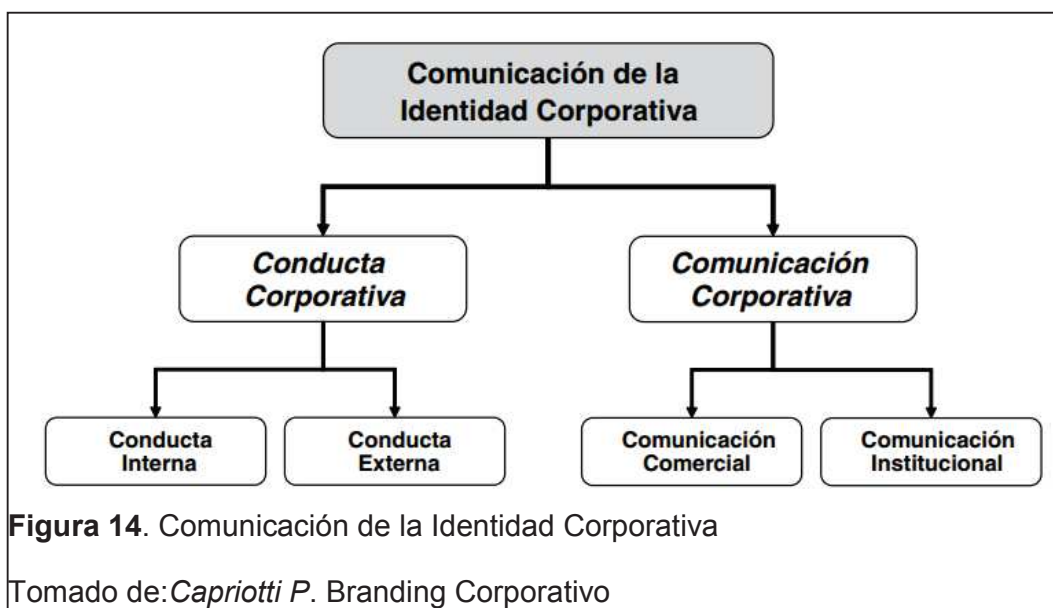 Comunicación de la
Identidad Corporativa
Conducta
Corporativa
Comunicación
Corporativa
Conducta
Interna
Conducta
Externa
Comunicación
Comercial
Comunicación
Institucional
Figura 14. Comunicación de la Identidad Corporativa
Tomado de:Capriotti P. Branding Corporativo